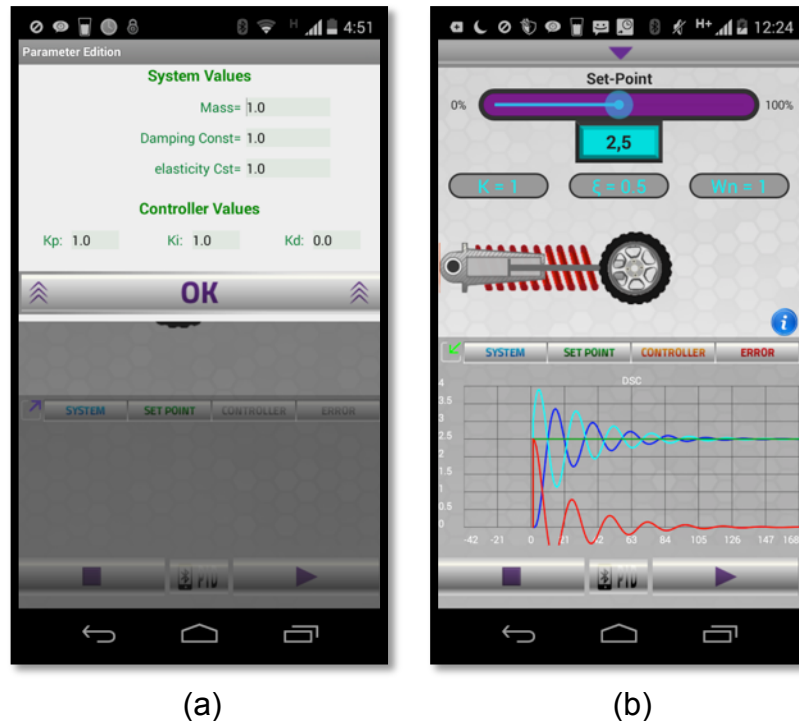 H 4:51
Parameter Edition
System Values
Mass= 1.0
Damping Const= 1.0
elasticity Cst= 1.0
Controller Values
Kp: 1.0 Ki: 1.0 Kd: 0.0
OK
SYSTEM SET POINT CONTROLLER ERROR
PID
(a)
H+ 12:24
Set-Point
0% 100%
2,5
K = 1 ξ = 0.5 Wn = 1
i
SYSTEM SET POINT CONTROLLER ERROR
DSC
4
3.5
2.5
1.5
1
0.5
0
-42 -21 0 21 42 63 84 105 126 147 168
PID
(b)